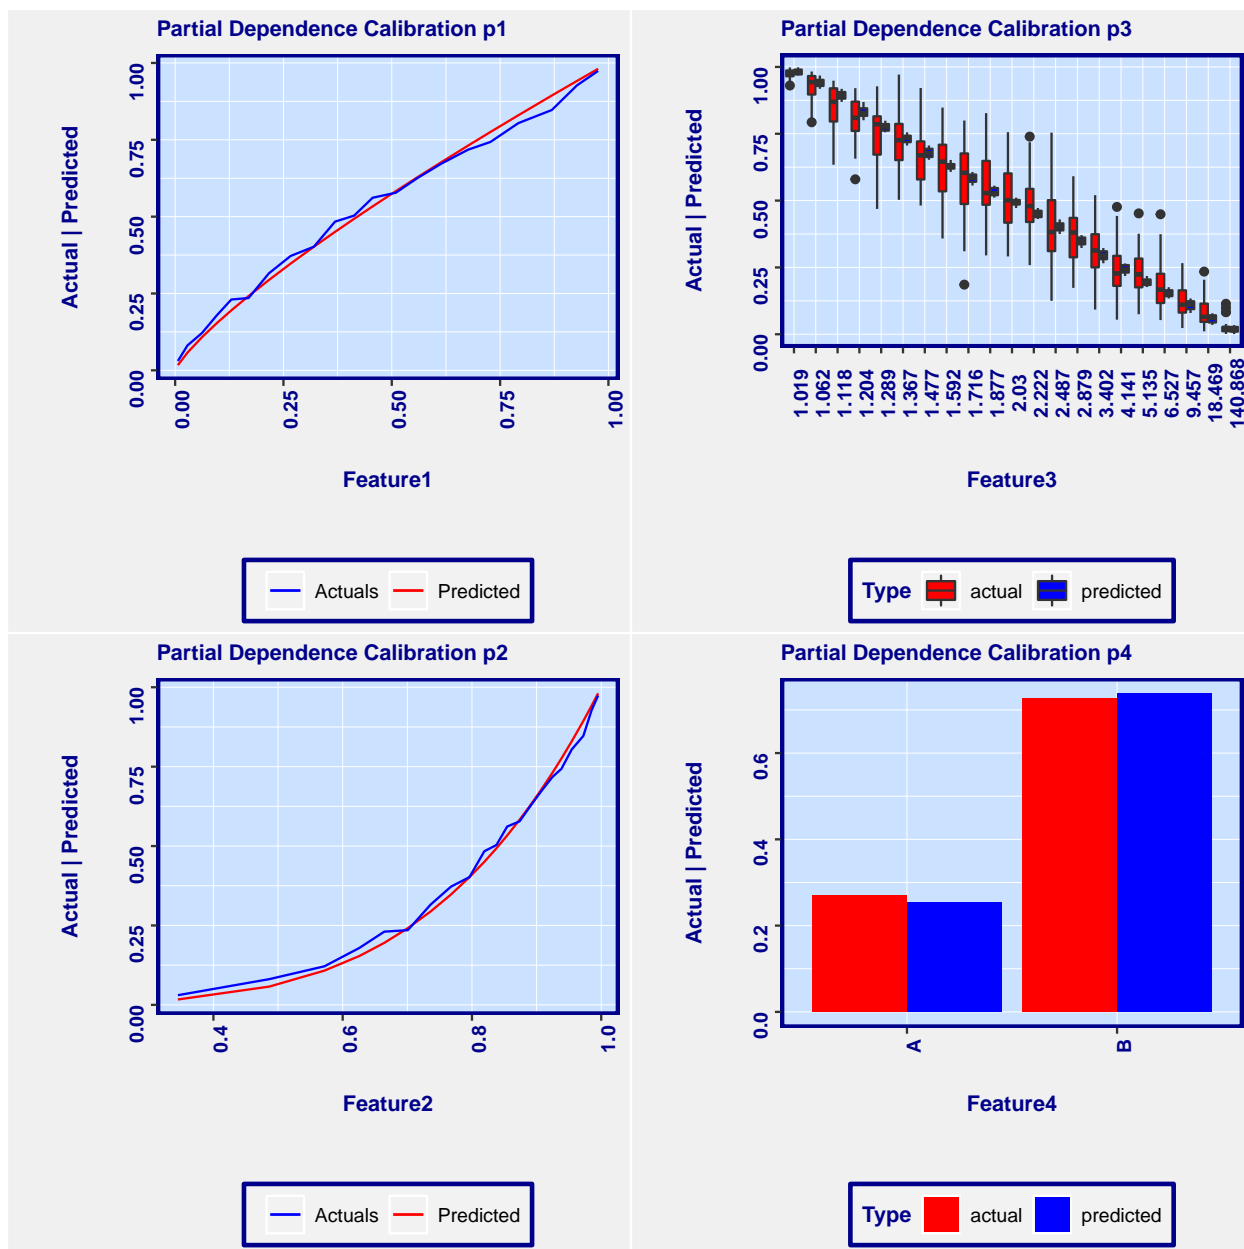 Partial Dependence Calibration p1
Actual | Predicted
1.00
0.75
0.50
0.25
0.00
0.00
0.25
0.50
0.75
1.00
Feature1
Actuals
Predicted
Partial Dependence Calibration p3
Actual | Predicted
1.00
0.75
0.50
0.25
0.00
1.019
1.062
1.118
1.204
1.289
1.367
1.477
1.592
1.716
1.877
2.03
2.222
2.487
2.879
3.402
4.141
5.135
6.527
9.457
18.469
140.868
Feature3
Type
actual
predicted
Partial Dependence Calibration p2
Actual | Predicted
1.00
0.75
0.50
0.25
0.00
0.4
0.6
0.8
1.0
Feature2
Actuals
Predicted
Partial Dependence Calibration p4
Actual | Predicted
0.6
0.4
0.2
0.0
A
B
Feature4
Type
actual
predicted